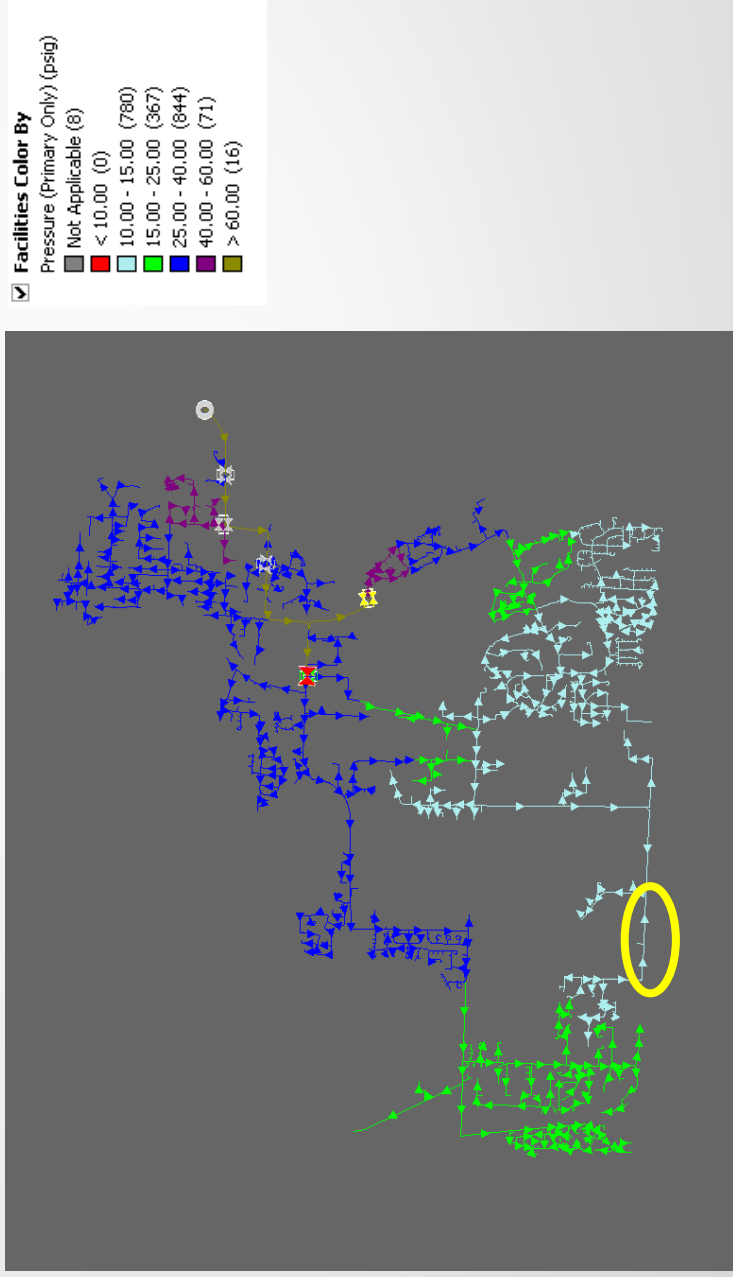 Facilities Color By
Pressure (Primary Only) (psig)
Not Applicable (8)
< 10.00 (0)
10.00 - 15.00 (780)
15.00 - 25.00 (367)
25.00 - 40.00 (844)
40.00 - 60.00 (71)
> 60.00 (16)